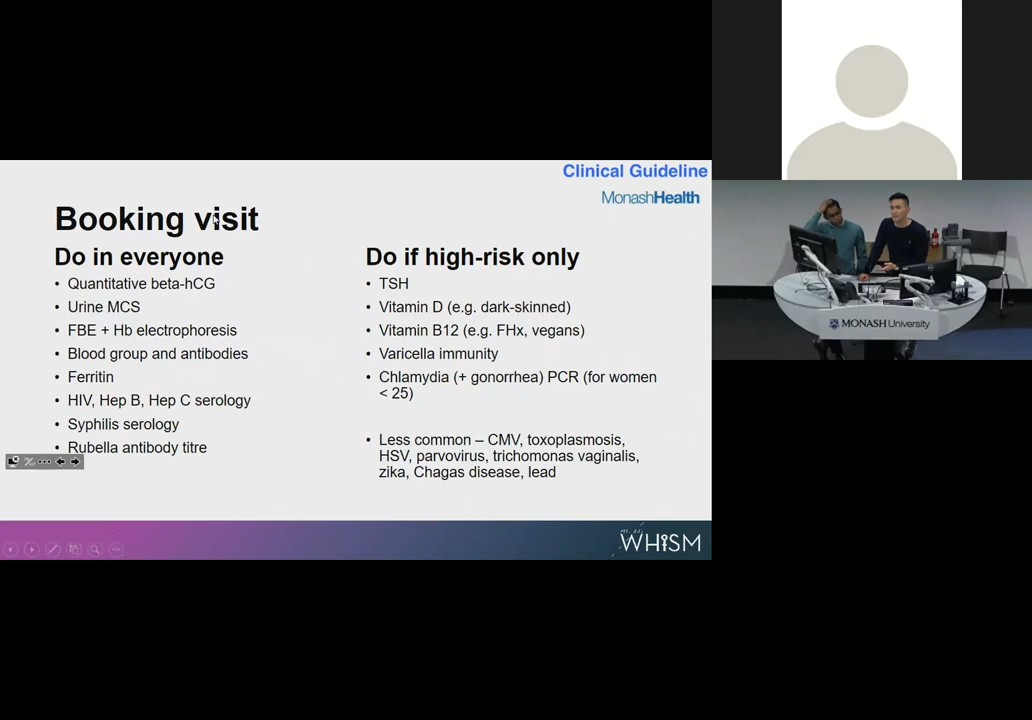 Clinical Guideline
MonashHealth
Booking visit
Do in everyone
• Quantitative beta-hCG
• Urine MCS
• FBE + Hb electrophoresis
• Blood group and antibodies
• Ferritin
• HIV, Hep B, Hep C serology
• Syphilis serology
• Rubella antibody titre
Do if high-risk only
• TSH
• Vitamin D (e.g. dark-skinned)
• Vitamin B12 (e.g. FHx, vegans)
• Varicella immunity
• Chlamydia (+ gonorrhea) PCR (for women
< 25)
• Less common – CMV, toxoplasmosis,
HSV, parvovirus, trichomonas vaginalis,
zika, Chagas disease, lead
WHISM
MONASH University